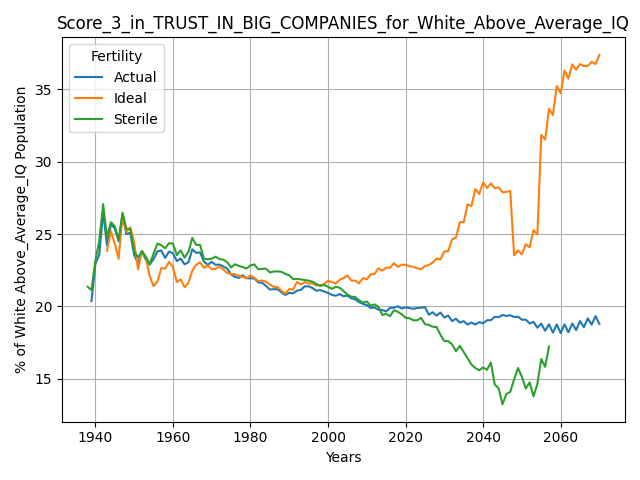 Score_3_in_TRUST_IN_BIG_COMPANIES_for_White_Above_Average_IQ
Fertility
Actual
Ideal
Sterile
% of White Above_Average_IQ Population
35
30
25
20
15
1940
1960
1980
2000
2020
2040
2060
Years